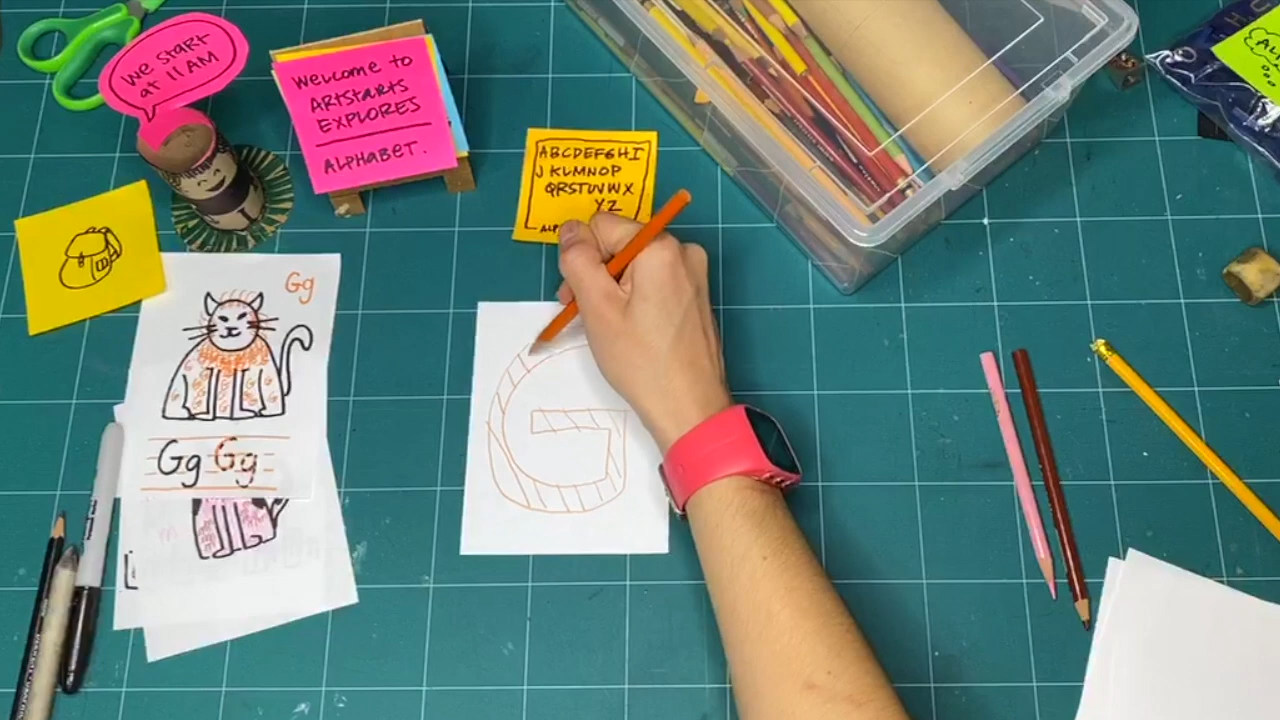 WE START
AT 11 AM
Welcome to
ARTSTARTS
EXPLORES
ALPHABET.
ABCDEFGHI
JKLMNOP
QRSTUVWX
YZ
Gg
Gg Gg
G